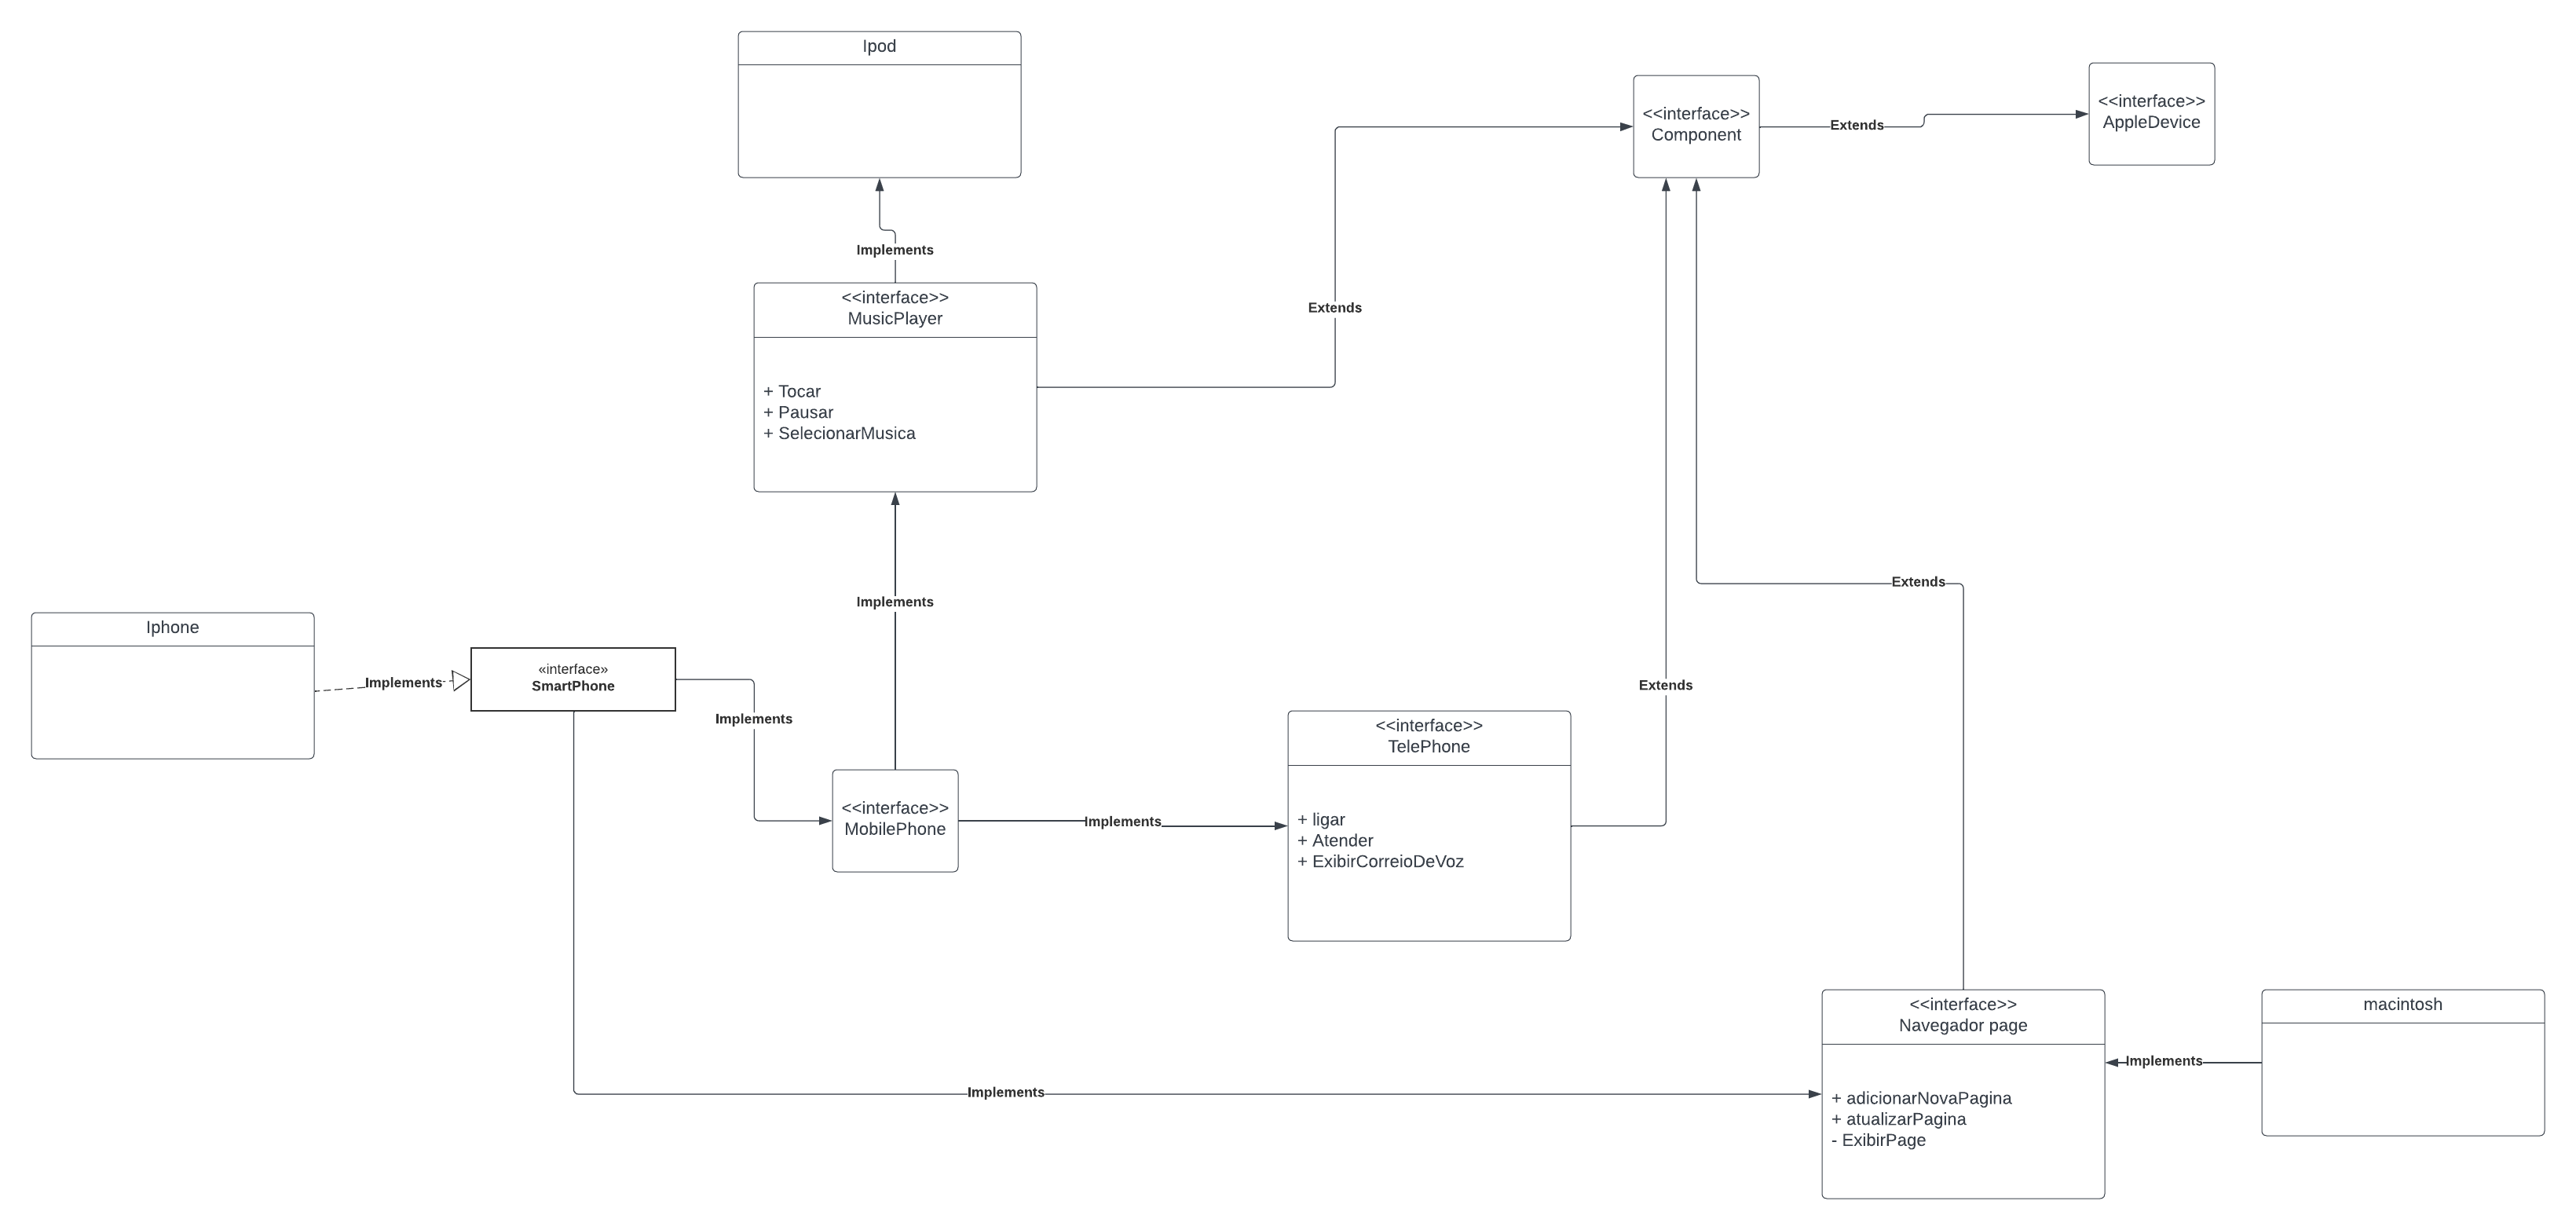 Ipod
<<interface>>
Component
Extends
<<interface>>
AppleDevice
Implements
<<interface>>
MusicPlayer
+ Tocar
+ Pausar
+ SelecionarMusica
Extends
Implements
Extends
Iphone
Implements
«interface»
SmartPhone
Implements
<<interface>>
MobilePhone
Implements
<<interface>>
TelePhone
+ ligar
+ Atender
+ ExibirCorreioDeVoz
Extends
Implements
<<interface>>
Navegador page
+ adicionarNovaPagina
+ atualizarPagina
- ExibirPage
Implements
macintosh